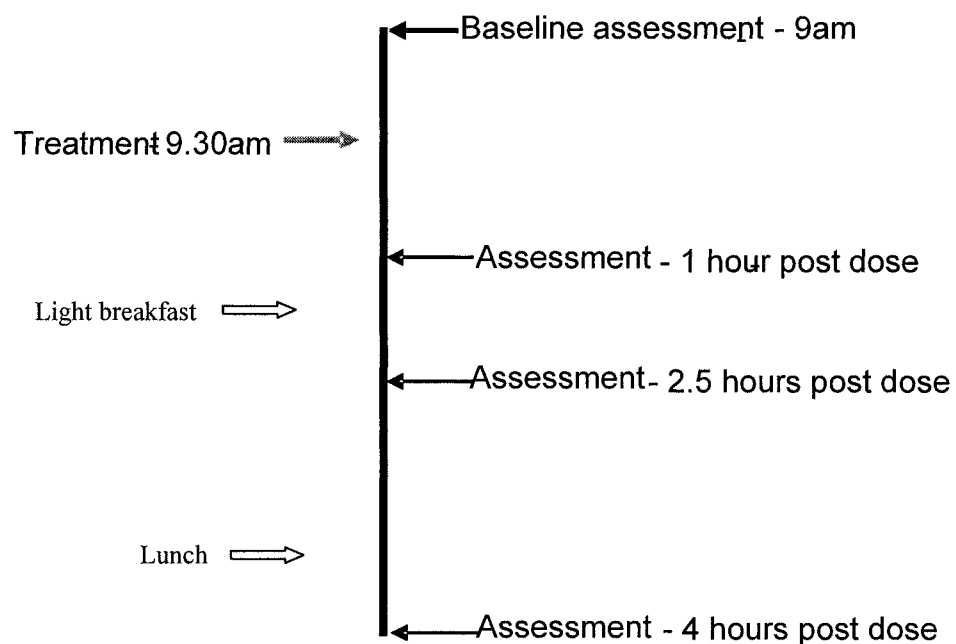 Baseline assessment - 9am
Treatment 9.30am
Assessment - 1 hour post dose
Light breakfast
Assessment - 2.5 hours post dose
Lunch
Assessment - 4 hours post dose